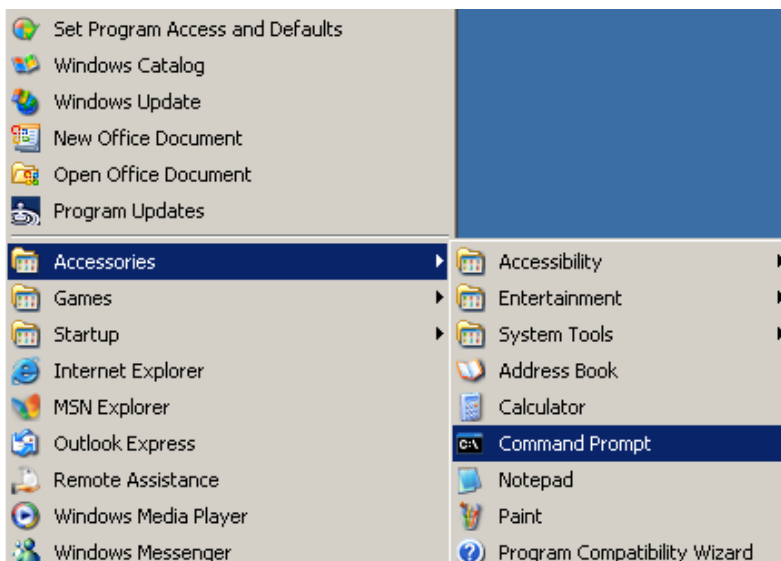 Set Program Access and Defaults
Windows Catalog
Windows Update
New Office Document
Open Office Document
Program Updates
Accessories
Games
Startup
Internet Explorer
MSN Explorer
Outlook Express
Remote Assistance
Windows Media Player
Windows Messenger
Accessibility
Entertainment
System Tools
Address Book
Calculator
C:\ Command Prompt
Notepad
Paint
Program Compatibility Wizard